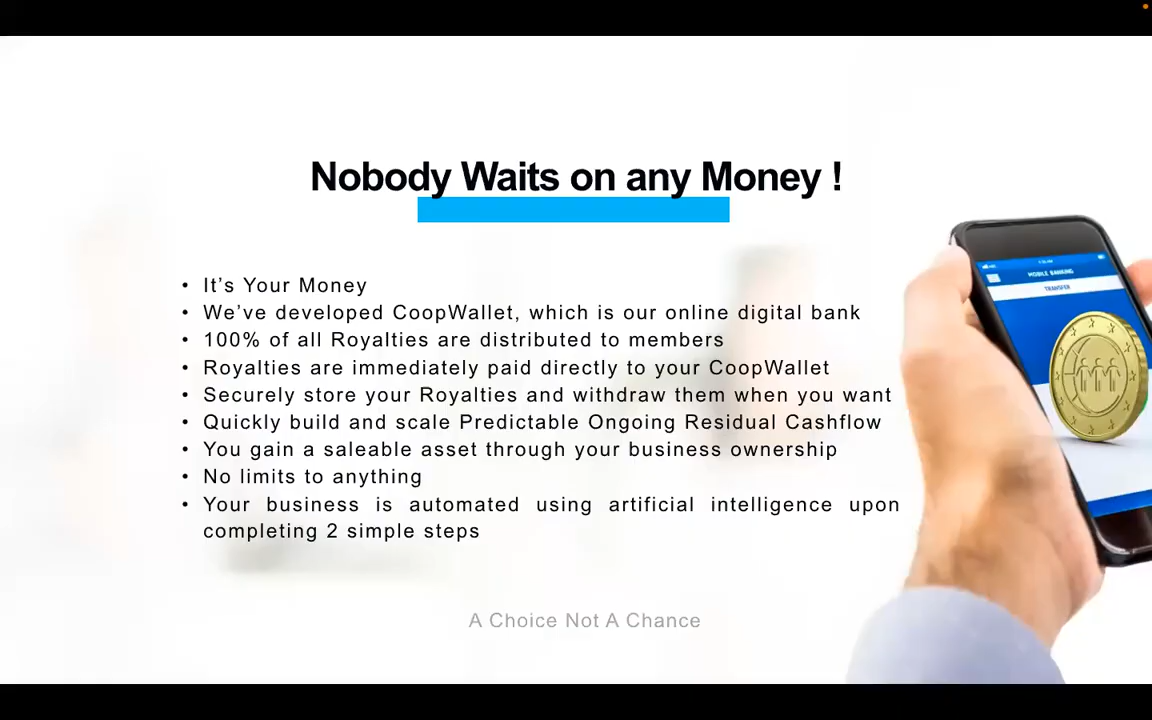 Nobody Waits on any Money !
• It’s Your Money
• We’ve developed CoopWallet, which is our online digital bank
• 100% of all Royalties are distributed to members
• Royalties are immediately paid directly to your CoopWallet
• Securely store your Royalties and withdraw them when you want
• Quickly build and scale Predictable Ongoing Residual Cashflow
• You gain a saleable asset through your business ownership
• No limits to anything
• Your business is automated using artificial intelligence upon
completing 2 simple steps
MOBILE BANKING
TRANSFER
A Choice Not A Chance